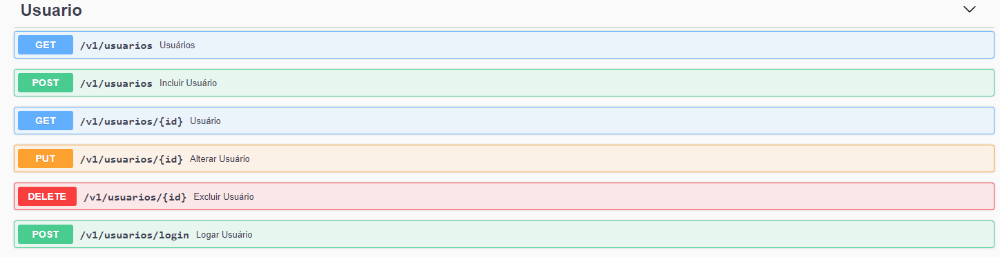 Usuario
GET /v1/usuarios Usuários
POST /v1/usuarios Incluir Usuário
GET /v1/usuarios/{id} Usuário
PUT /v1/usuarios/{id} Alterar Usuário
DELETE /v1/usuarios/{id} Excluir Usuário
POST /v1/usuarios/login Logar Usuário